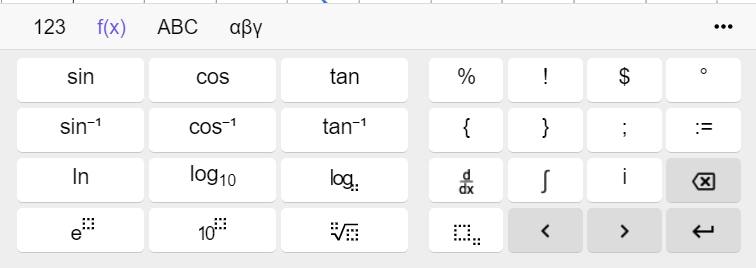 123 f(x) ABC αβγ •••
sin cos tan % ! $ °
sin⁻¹ cos⁻¹ tan⁻¹ { } ; :=
ln log₁₀ log d/dx ∫ i ⌫
e 10 √ < > ↵